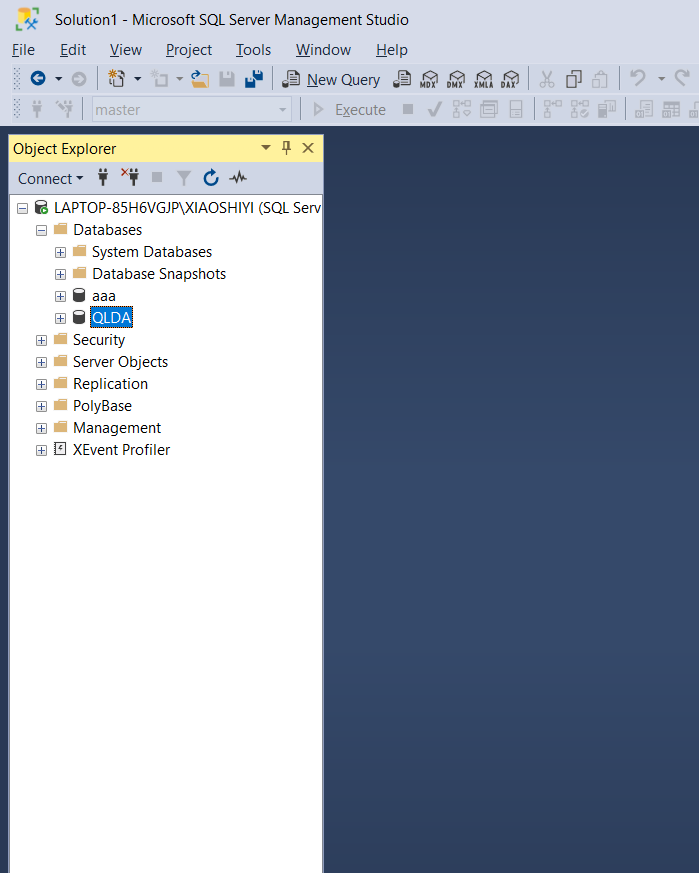 Solution1 - Microsoft SQL Server Management Studio
File Edit View Project Tools Window Help
New Query MDX DMX XMLA DAX
master Execute
Object Explorer
Connect
LAPTOP-85H6VGJP\XIAOSHIYI (SQL Serv
Databases
System Databases
Database Snapshots
aaa
QLDA
Security
Server Objects
Replication
PolyBase
Management
XEvent Profiler